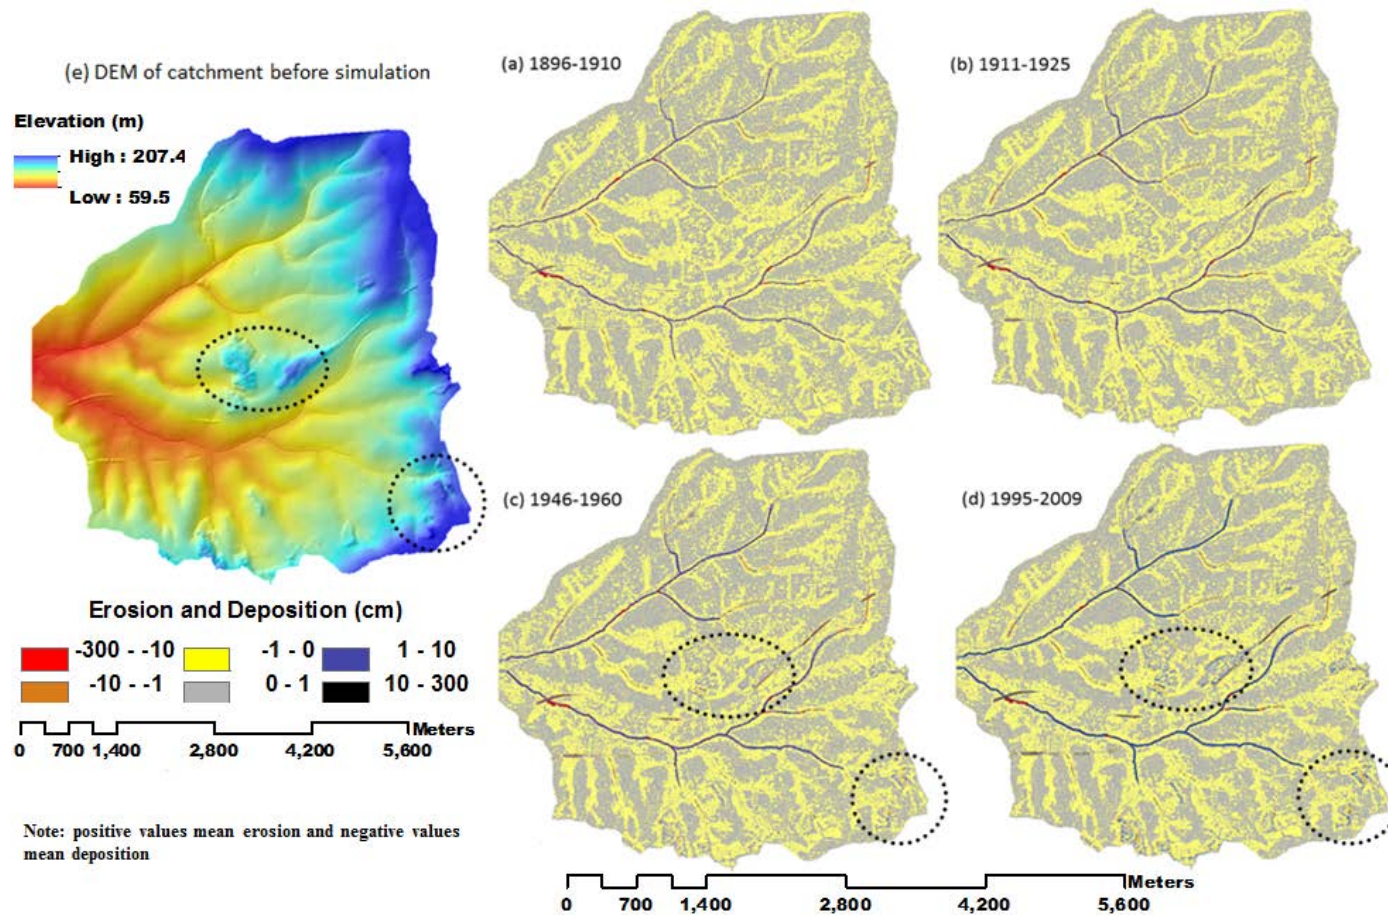 (e) DEM of catchment before simulation
Elevation (m)
High : 207.4
Low : 59.5
(a) 1896-1910
(b) 1911-1925
(c) 1946-1960
(d) 1995-2009
Erosion and Deposition (cm)
-300 - -10 -1 - 0 1 - 10
-10 - -1 0 - 1 10 - 300
Meters
0 700 1,400 2,800 4,200 5,600
Note: positive values mean erosion and negative values
mean deposition
Meters
0 700 1,400 2,800 4,200 5,600